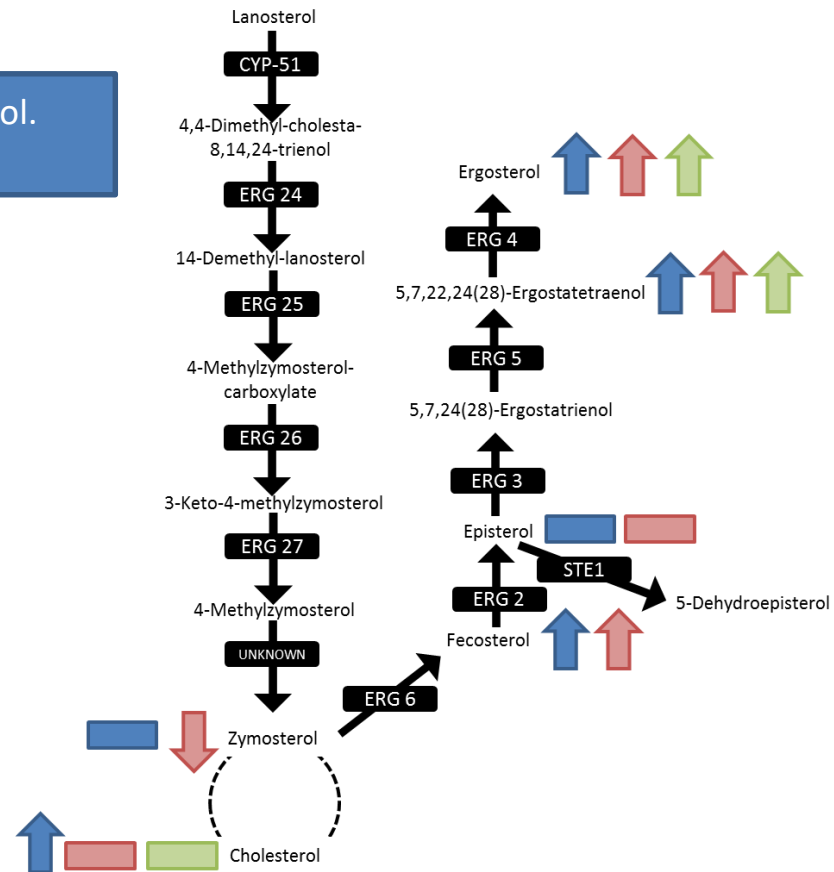 Lanosterol
CYP-51
ol.
4,4-Dimethyl-cholesta-
8,14,24-trienol
ERG 24
14-Demethyl-lanosterol
ERG 25
4-Methylzymosterol-
carboxylate
ERG 26
3-Keto-4-methylzymosterol
ERG 27
4-Methylzymosterol
UNKNOWN
Zymosterol
Cholesterol
ERG 6
Fecosterol
ERG 2
Episterol
STE1
5-Dehydroepisterol
ERG 3
5,7,24(28)-Ergostatrienol
ERG 5
5,7,22,24(28)-Ergostatetraenol
ERG 4
Ergosterol